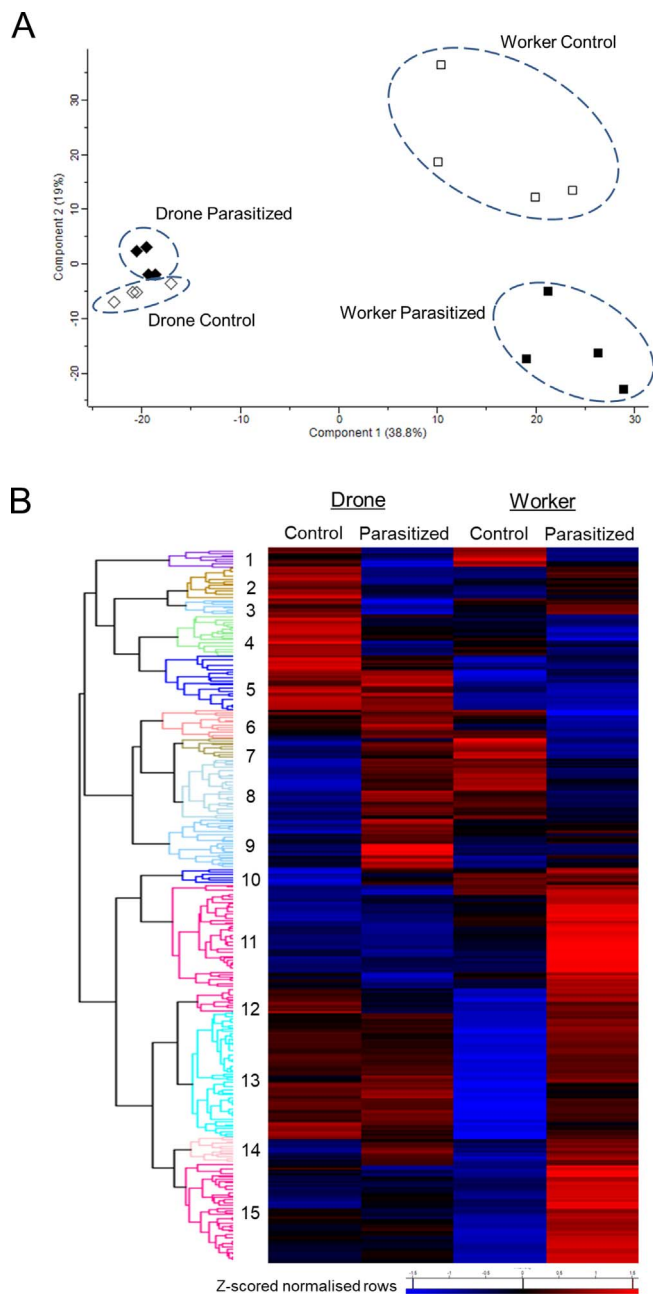 A
Worker Control
Drone Parasitized
Drone Control
Worker Parasitized
Component 2 (19%)
30
20
10
0
-10
-20
-20
-10
0
10
20
30
Component 1 (38.8%)
B
Drone
Worker
Control
Parasitized
Control
Parasitized
1
2
3
4
5
6
7
8
9
10
11
12
13
14
15
Z-scored normalised rows